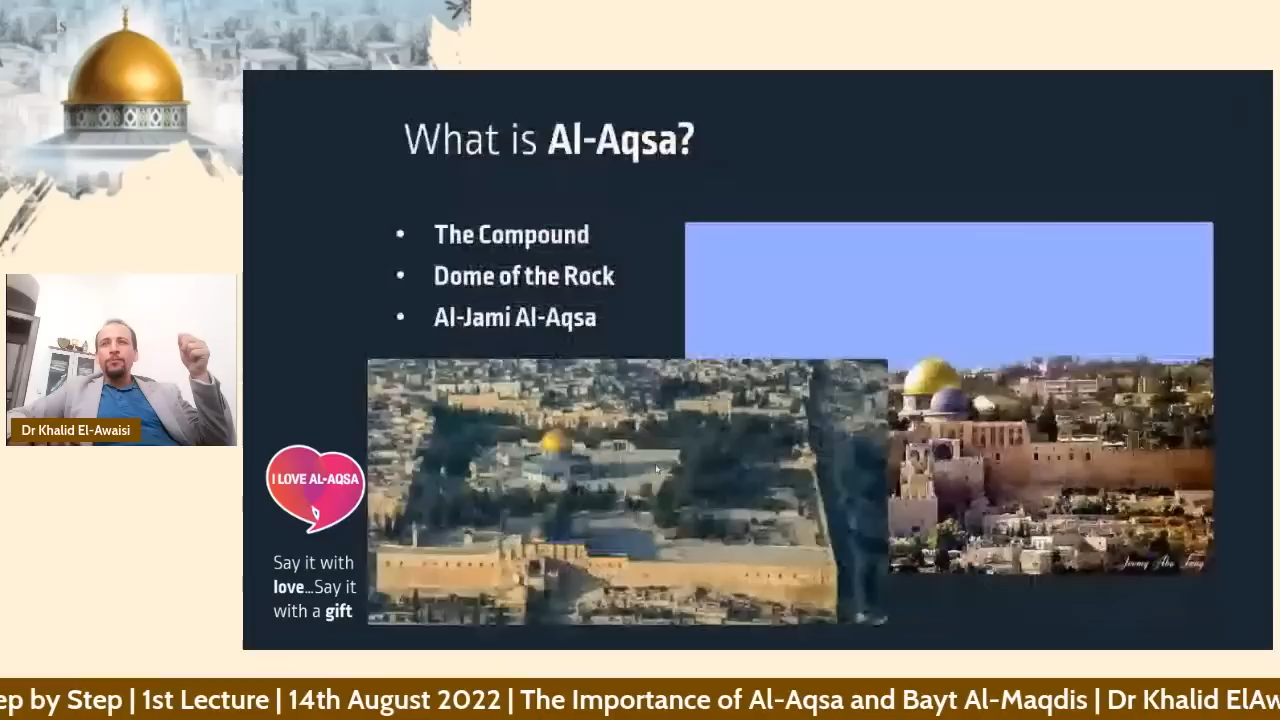 What is Al-Aqsa?
• The Compound
• Dome of the Rock
• Al-Jami Al-Aqsa
Dr Khalid El-Awaisi
I LOVE AL-AQSA
Say it with
love...Say it
with a gift
ep by Step | 1st Lecture | 14th August 2022 | The Importance of Al-Aqsa and Bayt Al-Maqdis | Dr Khalid ElAw